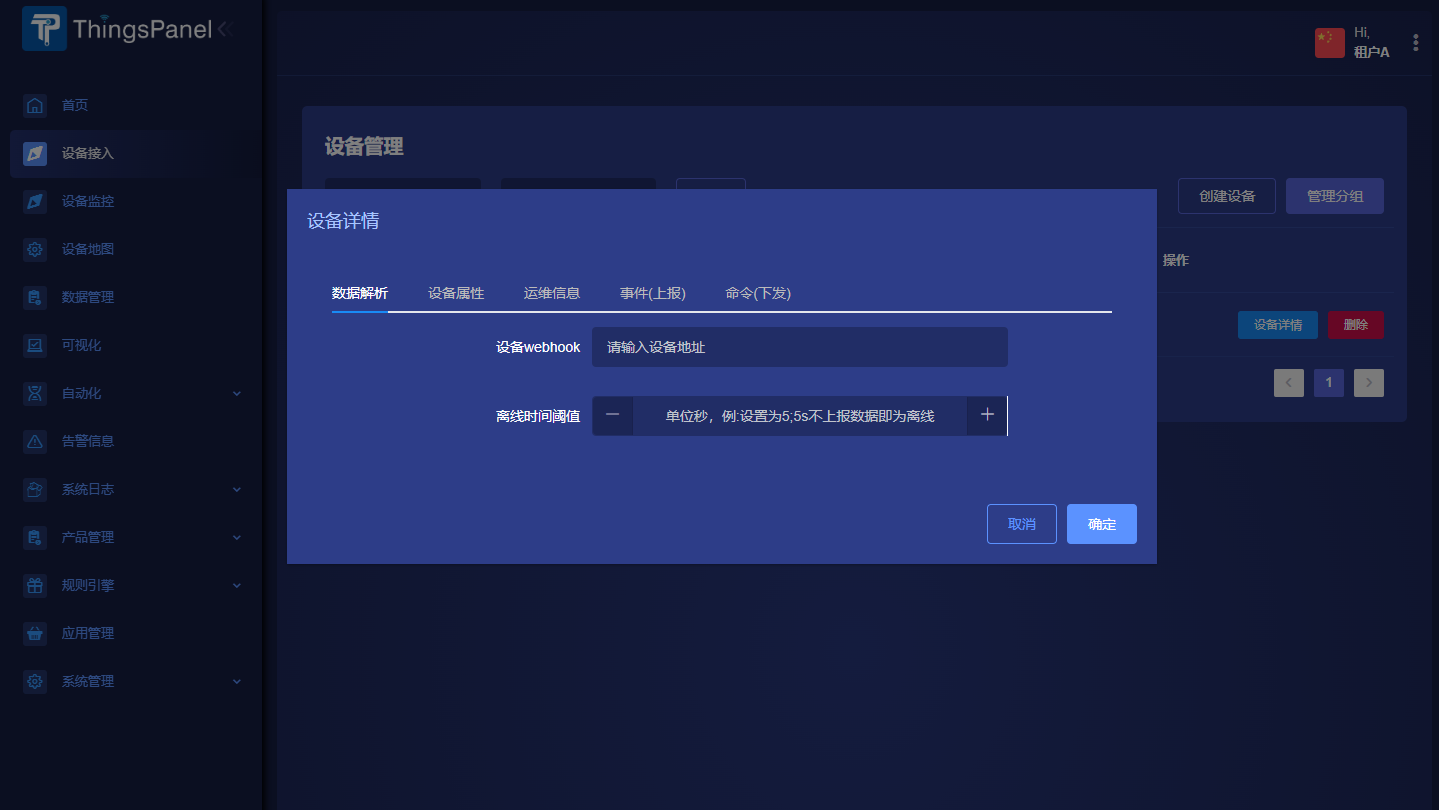 ThingsPanel
Hi,
租户A
首页
设备接入
设备监控
设备地图
数据管理
可视化
自动化
告警信息
系统日志
产品管理
规则引擎
应用管理
系统管理
设备管理
创建设备
管理分组
操作
设备详情
删除
1
设备详情
数据解析
设备属性
运维信息
事件(上报)
命令(下发)
设备webhook
请输入设备地址
离线时间阈值
单位秒，例:设置为5;5s不上报数据即为离线
取消
确定